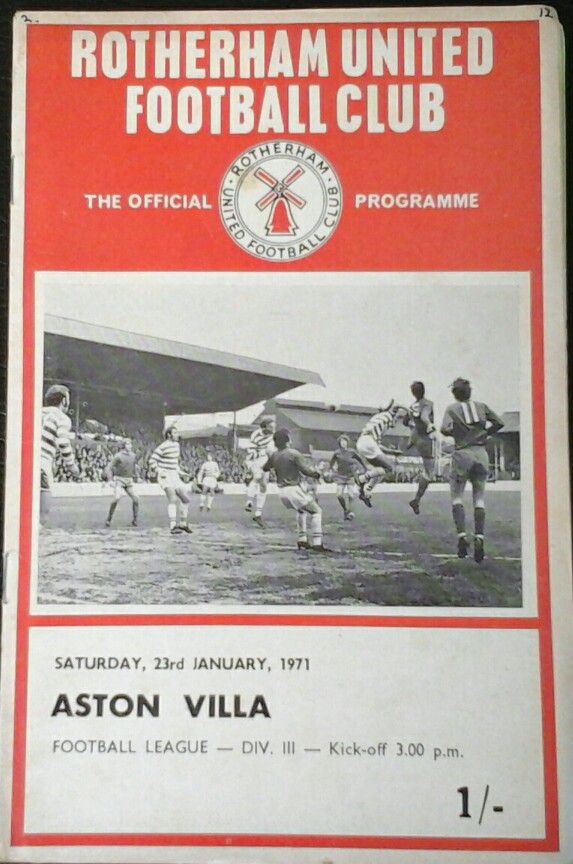 2.
12
ROTHERHAM UNITED
FOOTBALL CLUB
THE OFFICIAL
ROTHERHAM
UNITED FOOTBALL CLUB
PROGRAMME
SATURDAY, 23rd JANUARY, 1971
ASTON VILLA
FOOTBALL LEAGUE — DIV. III — Kick-off 3.00 p.m.
1/-